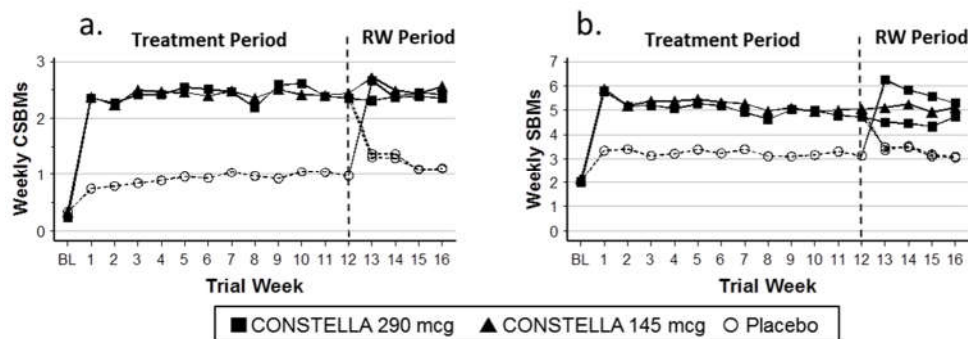 a.
Treatment Period
RW Period
Weekly CSBMs
3
2
1
0
BL 1 2 3 4 5 6 7 8 9 10 11 12 13 14 15 16
Trial Week
b.
Treatment Period
RW Period
Weekly SBMs
7
6
5
4
3
2
1
0
BL 1 2 3 4 5 6 7 8 9 10 11 12 13 14 15 16
Trial Week
CONSTELLA 290 mcg CONSTELLA 145 mcg Placebo